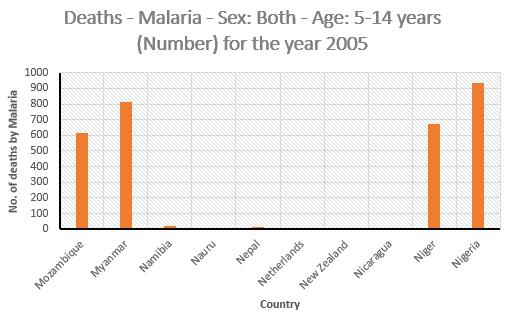 Deaths - Malaria - Sex: Both - Age: 5-14 years
(Number) for the year 2005
No. of deaths by Malaria
1000
900
800
700
600
500
400
300
200
100
0
Mozambique
Myanmar
Namibia
Nauru
Nepal
Netherlands
New Zealand
Nicaragua
Niger
Nigeria
Country